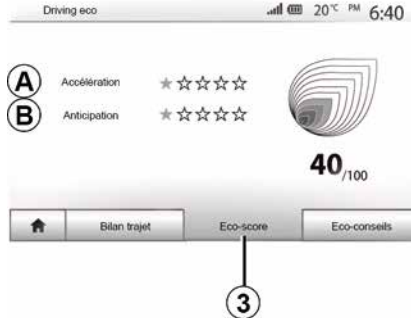 Driving eco 20°C PM 6:40
A Accélération
B Anticipation
40/100
Bilan trajet Eco-score Eco-conseils
3